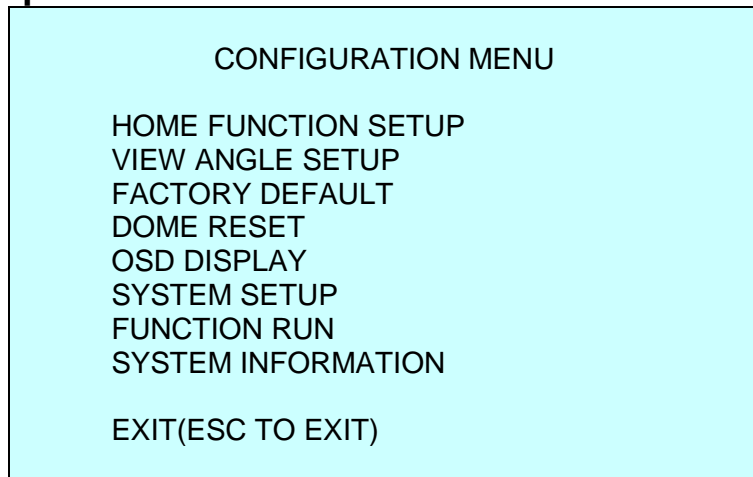 CONFIGURATION MENU
HOME FUNCTION SETUP
VIEW ANGLE SETUP
FACTORY DEFAULT
DOME RESET
OSD DISPLAY
SYSTEM SETUP
FUNCTION RUN
SYSTEM INFORMATION
EXIT(ESC TO EXIT)